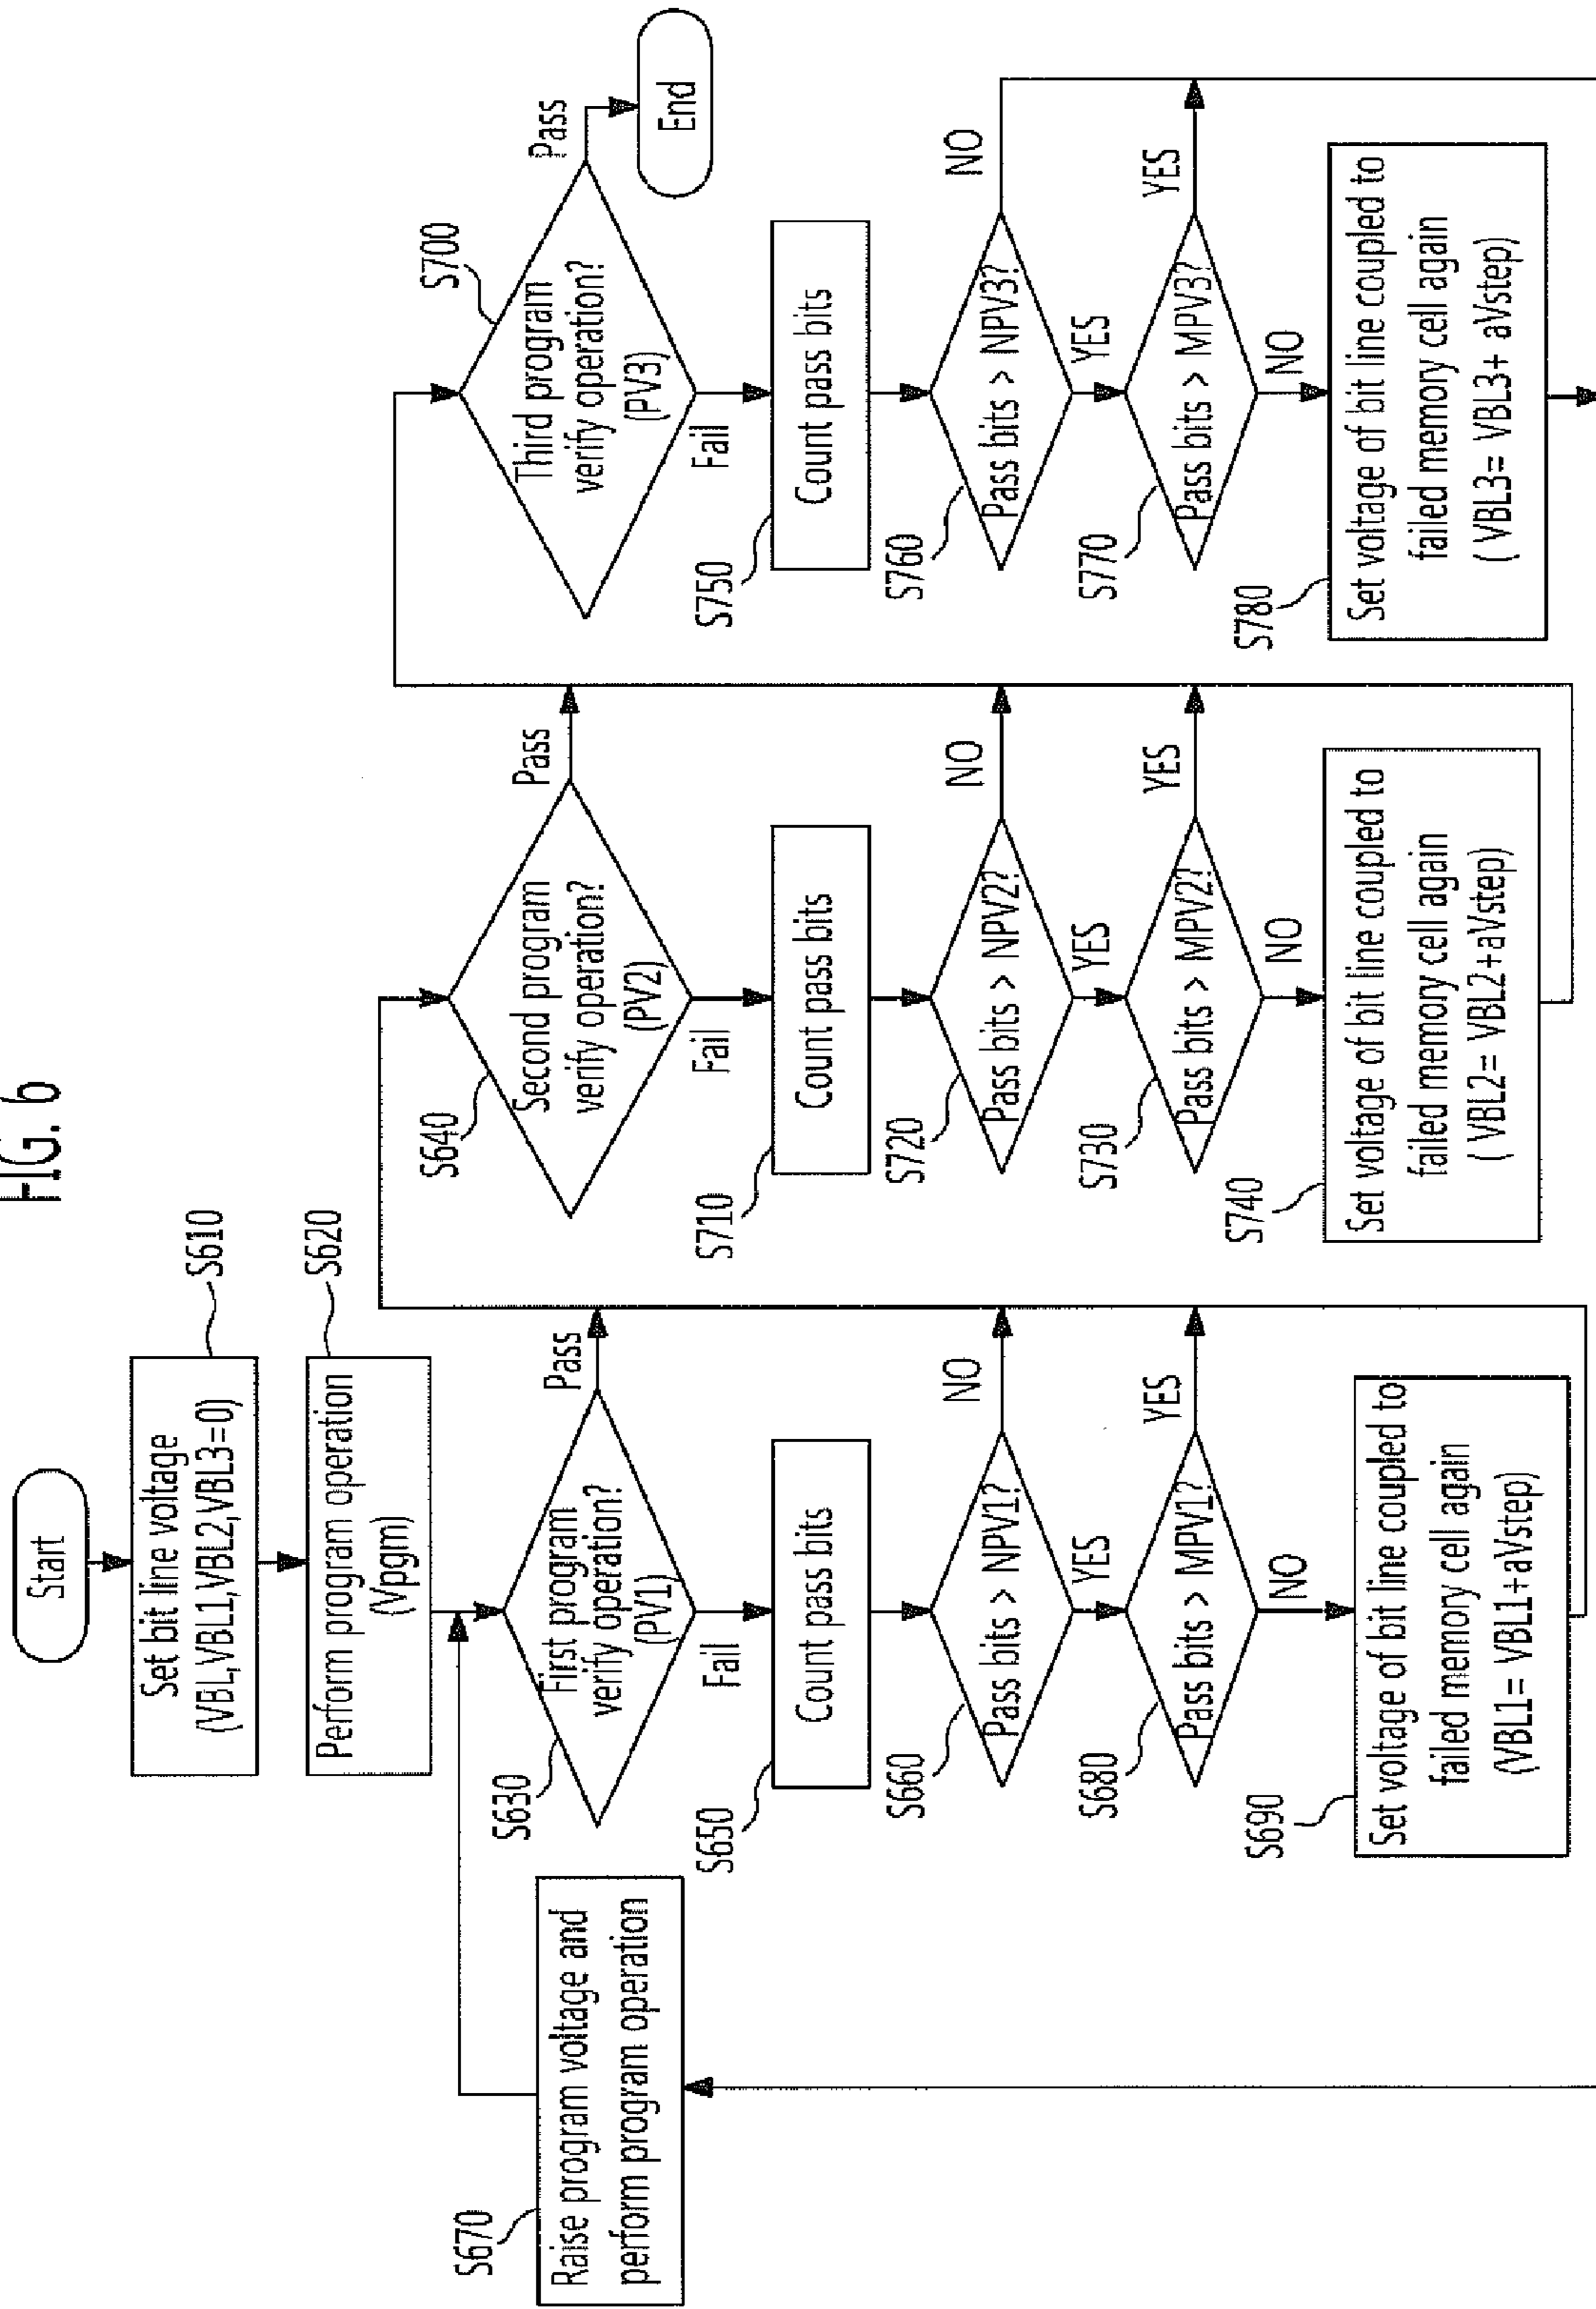 FIG. 6
Start
Set bit line voltage
(VBL,VBL1,VBL2,VBL3=0)
S610
Perform program operation
(Vpgm)
S620
S670
Raise program voltage and
perform program operation
S630
First program
verify operation?
(PV1)
Pass
Fail
S650
Count pass bits
S660
Pass bits > NPV1?
NO
YES
S680
Pass bits > MPV1?
YES
NO
S690
Set voltage of bit line coupled to
failed memory cell again
(VBL1= VBL1+aVstep)
S640
Second program
verify operation?
(PV2)
Pass
Fail
S710
Count pass bits
S720
Pass bits > NPV2?
NO
YES
S730
Pass bits > MPV2?
YES
NO
S740
Set voltage of bit line coupled to
failed memory cell again
( VBL2= VBL2+aVstep)
S700
Third program
verify operation?
(PV3)
Pass
End
Fail
S750
Count pass bits
S760
Pass bits > NPV3?
NO
YES
S770
Pass bits > MPV3?
YES
NO
S780
Set voltage of bit line coupled to
failed memory cell again
( VBL3= VBL3+ aVstep)